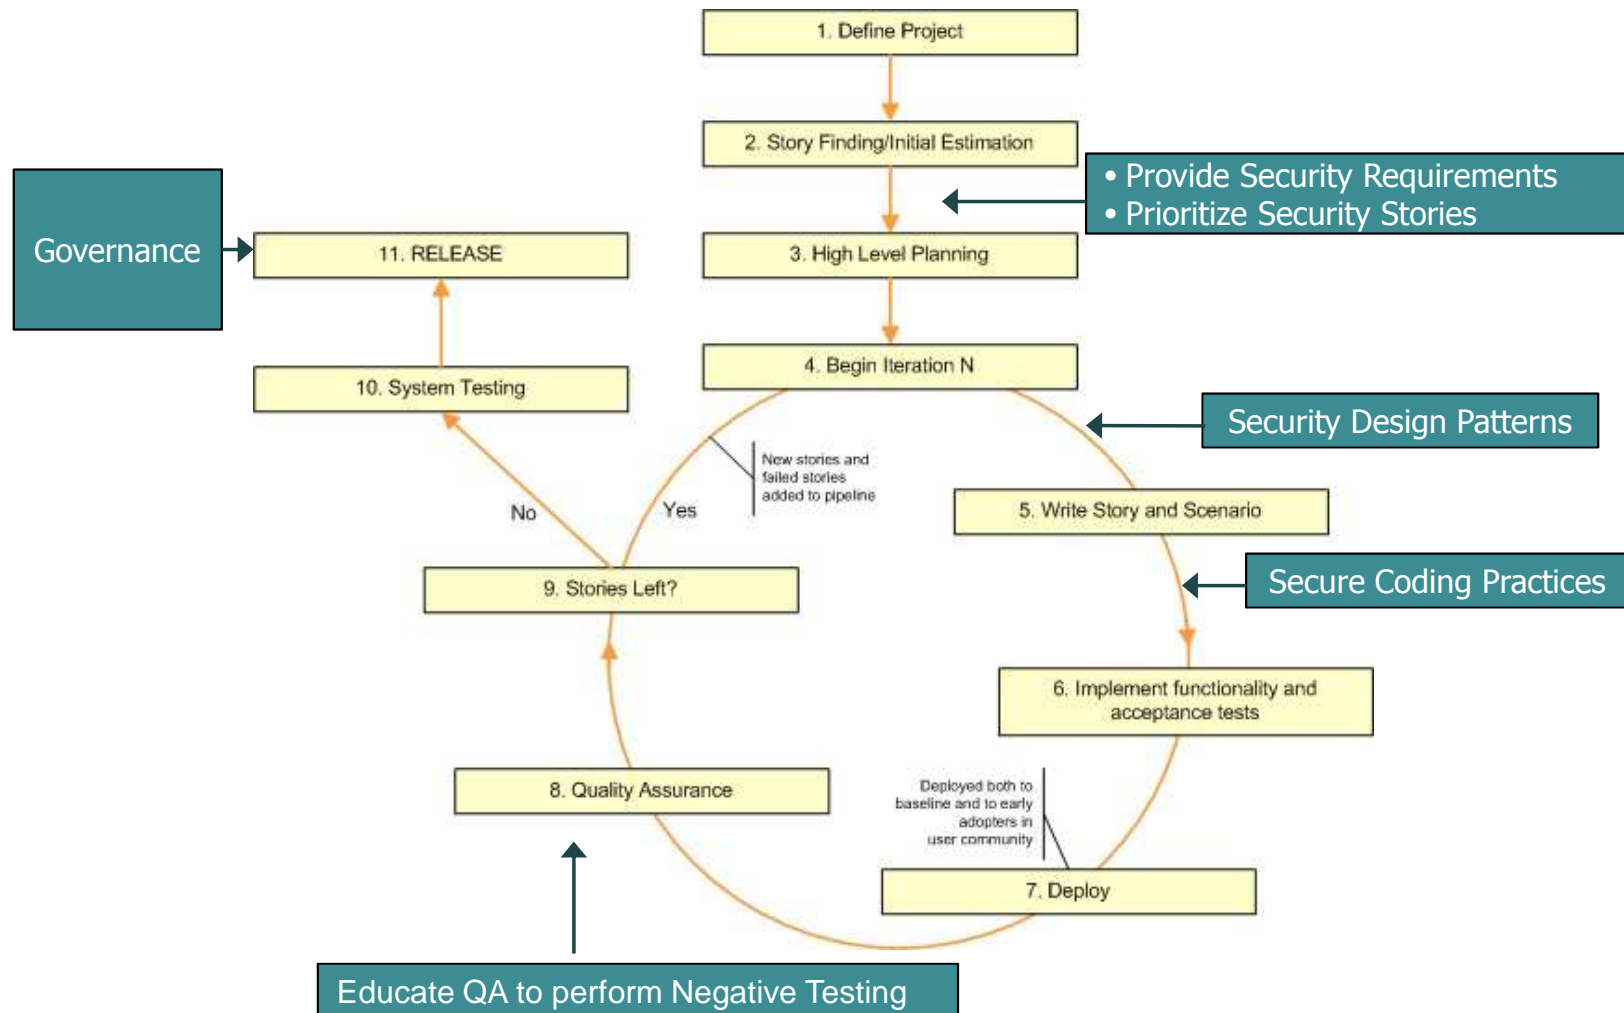 1. Define Project
2. Story Finding/Initial Estimation
• Provide Security Requirements
• Prioritize Security Stories
Governance
11. RELEASE
3. High Level Planning
4. Begin Iteration N
10. System Testing
Security Design Patterns
New stories and
failed stories
added to pipeline
No
Yes
5. Write Story and Scenario
9. Stories Left?
Secure Coding Practices
6. Implement functionality and
acceptance tests
8. Quality Assurance
Deployed both to
baseline and to early
adopters in
user community
7. Deploy
Educate QA to perform Negative Testing